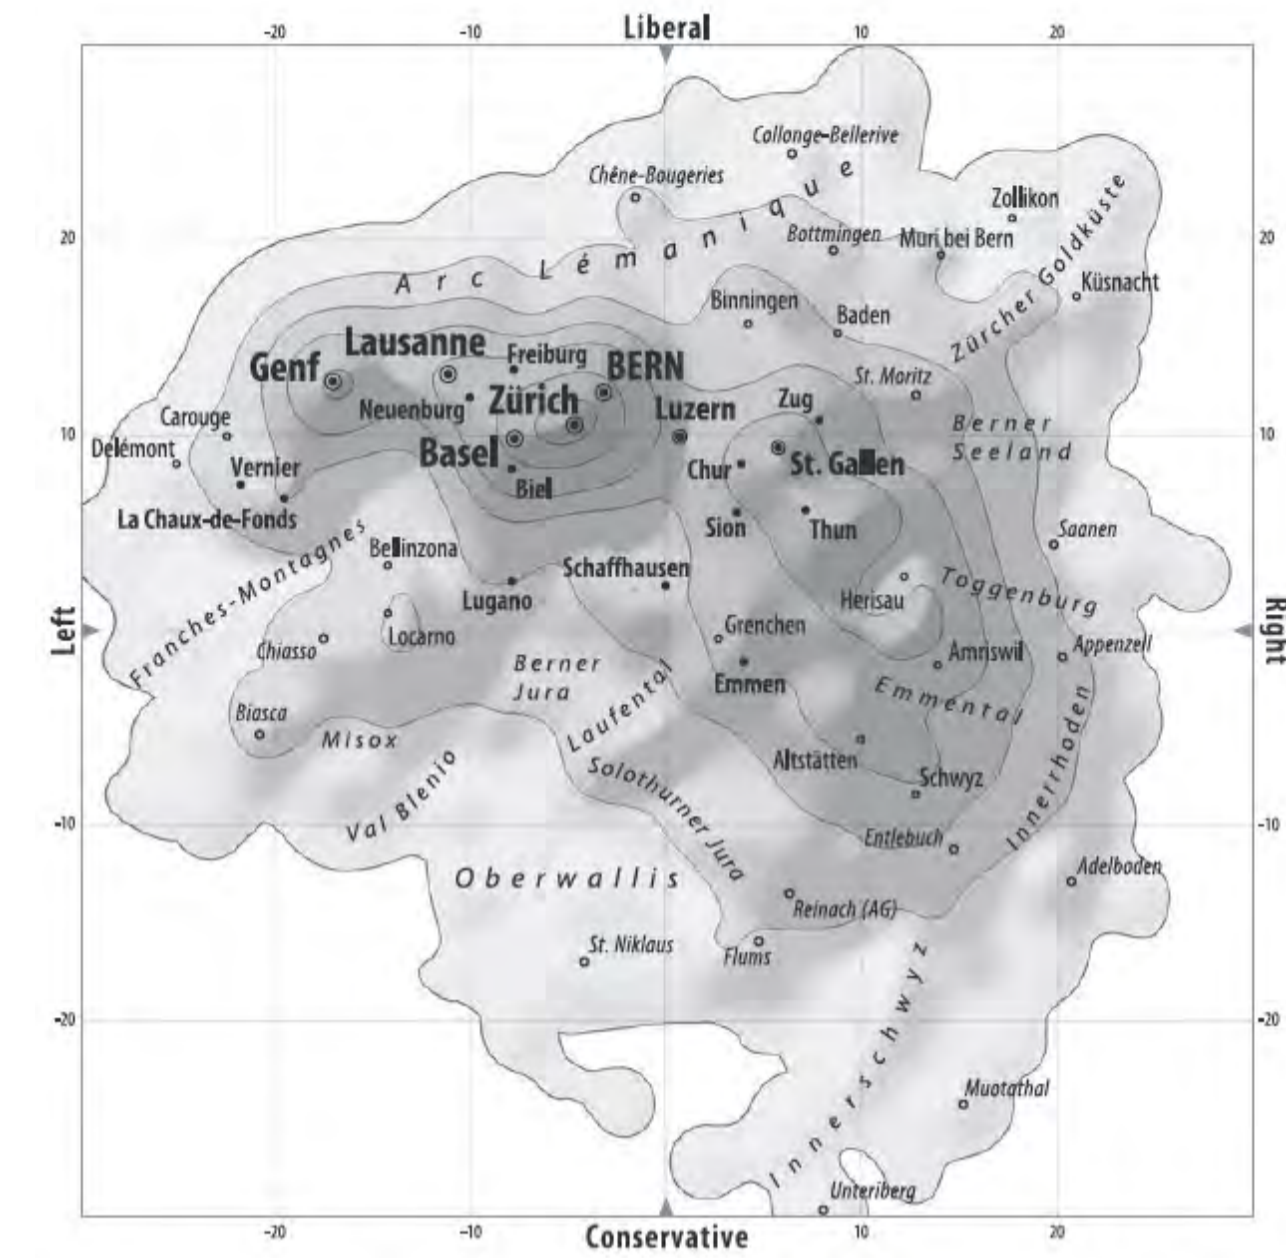 Liberal
-20
-10
10
20
Collonge-Bellerive
Chêne-Bougeries
Zollikon
20
Bottmingen
Muri bei Bern
20
Arc Lémanique
Zürcher Goldküste
Küsnacht
Binningen
Baden
Lausanne
Freiburg
BERN
Genf
St. Moritz
Neuenburg
Zürich
Luzern
Zug
Carouge
Berner
Seeland
10
Delémont
10
Basel
Vernier
Chur
St. Gallen
Biel
La Chaux-de-Fonds
Sion
Thun
Saanen
Franches-Montagnes
Bellinzona
Schaffhausen
Toggenburg
Lugano
Herisau
Left
Right
Locarno
Grenchen
Chiasso
Amriswil
Appenzell
Berner
Jura
Laufental
Emmen
Emmental
Biasca
Misox
Altstätten
Schwyz
Innerrhoden
Val Blenio
Solothurner Jura
-10
-10
Entlebuch
Adelboden
Oberwallis
Reinach (AG)
St. Niklaus
Flums
-20
-20
Innerschwyz
Muotathal
Unteriberg
-20
-10
Conservative
10
20